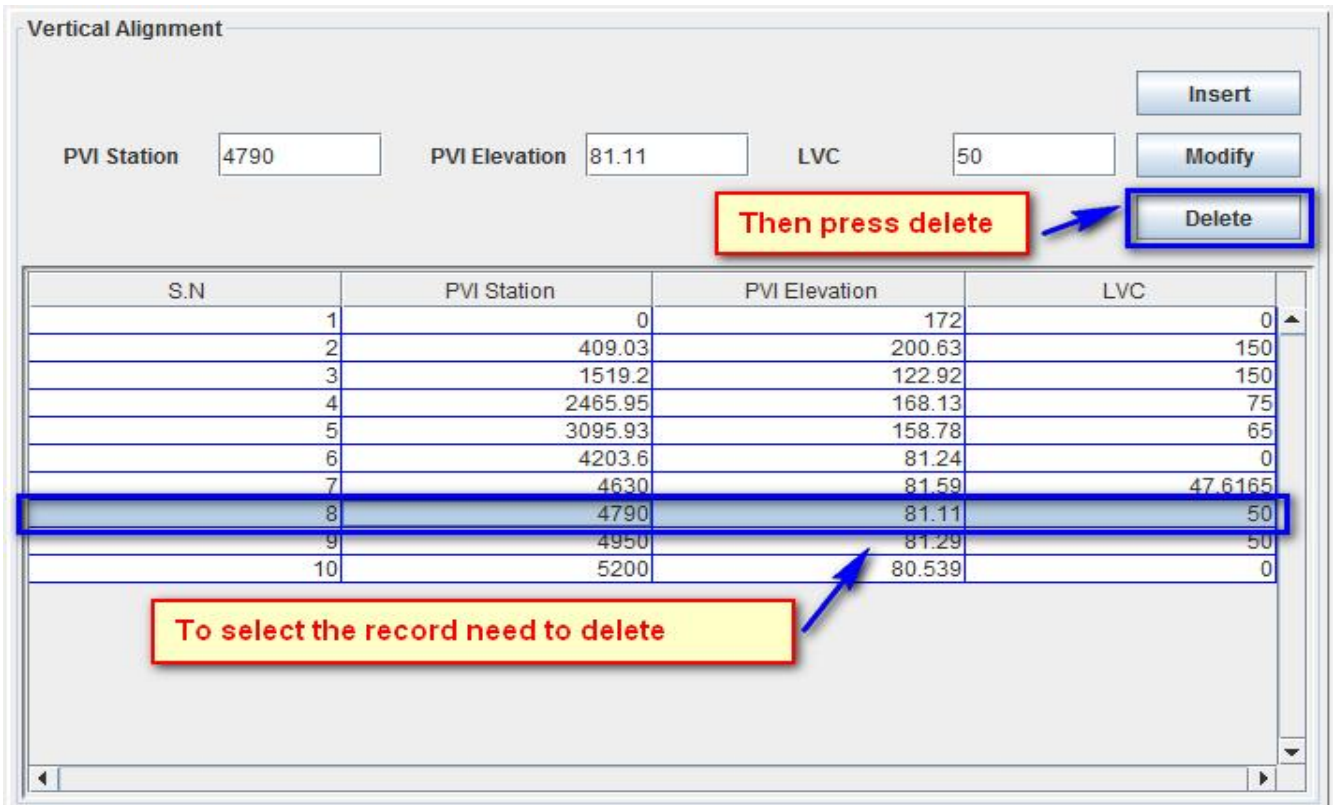 Vertical Alignment
Insert
PVI Station 4790 PVI Elevation 81.11 LVC 50 Modify
Then press delete Delete
S.N PVI Station PVI Elevation LVC
1 0 172 0
2 409.03 200.63 150
3 1519.2 122.92 150
4 2465.95 168.13 75
5 3095.93 158.78 65
6 4203.6 81.24 0
7 4630 81.59 47.6165
8 4790 81.11 50
9 4950 81.29 50
10 5200 80.539 0
To select the record need to delete